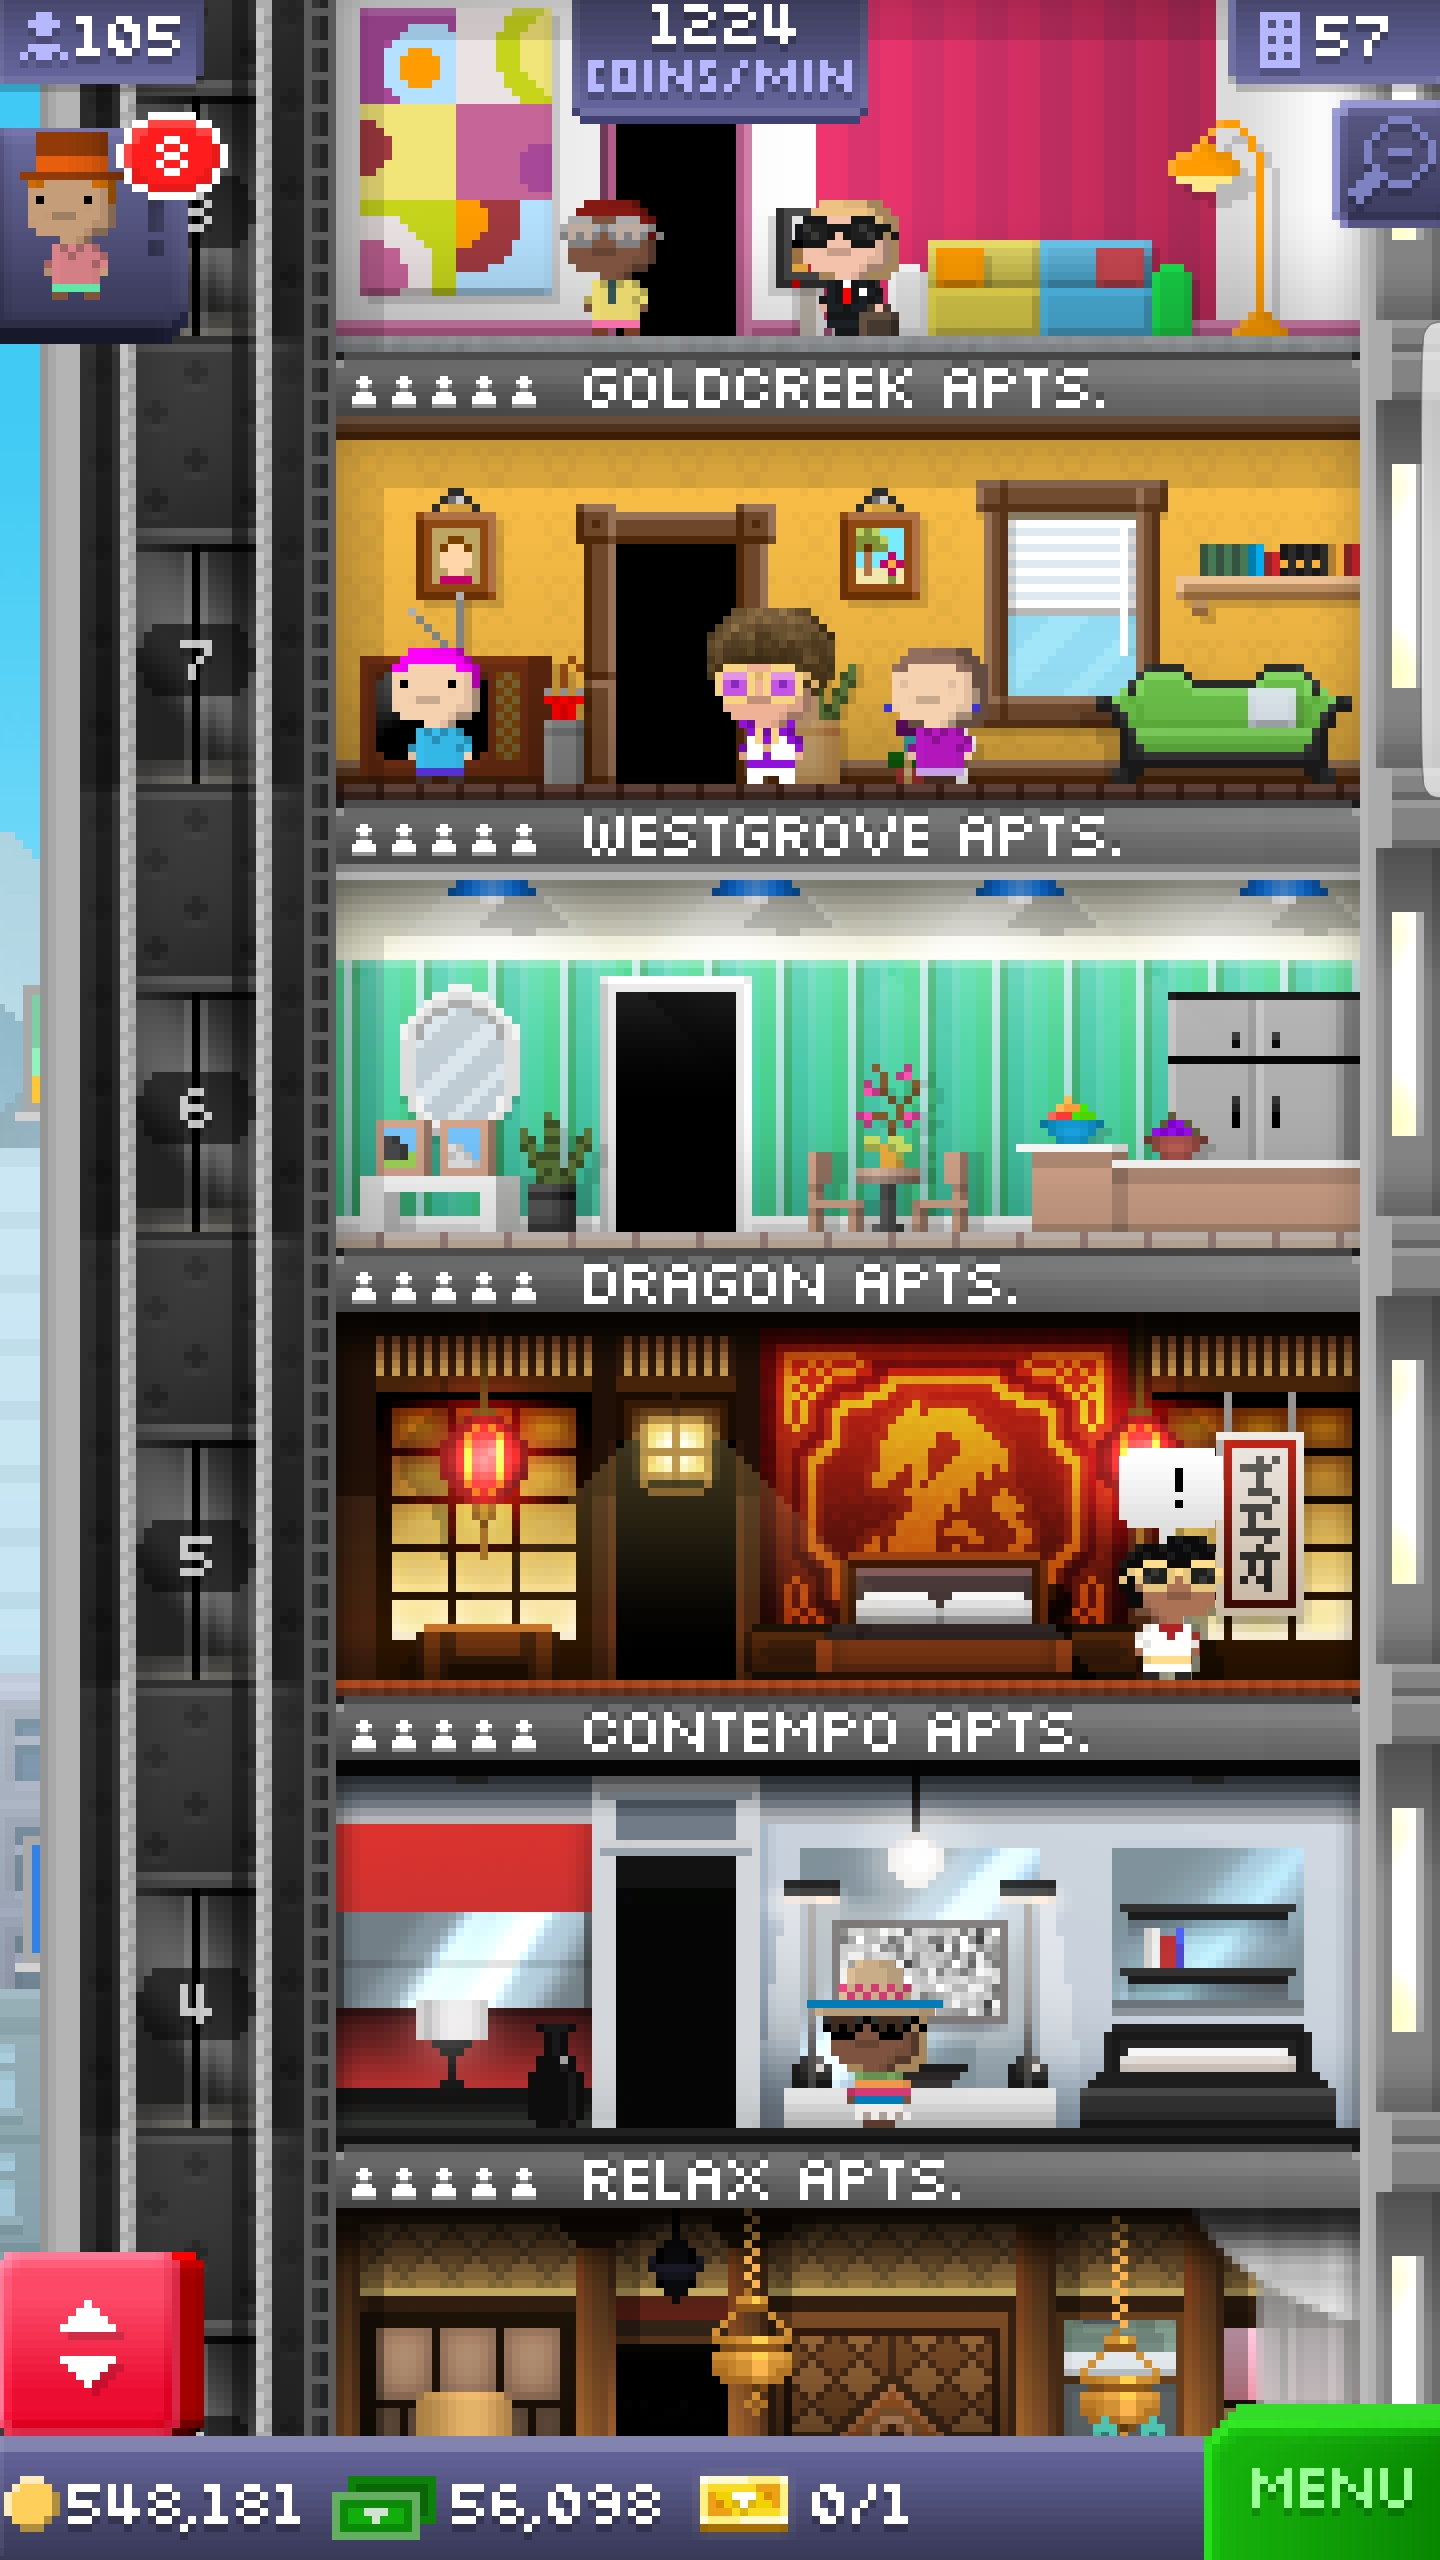 105
1224
COINS/MIN
57
8
8
GOLDCREEK APTS.
7
WESTGROVE APTS.
6
DRAGON APTS.
!
5
CONTEMPO APTS.
4
RELAX APTS.
548,181
56,098
0/1
MENU